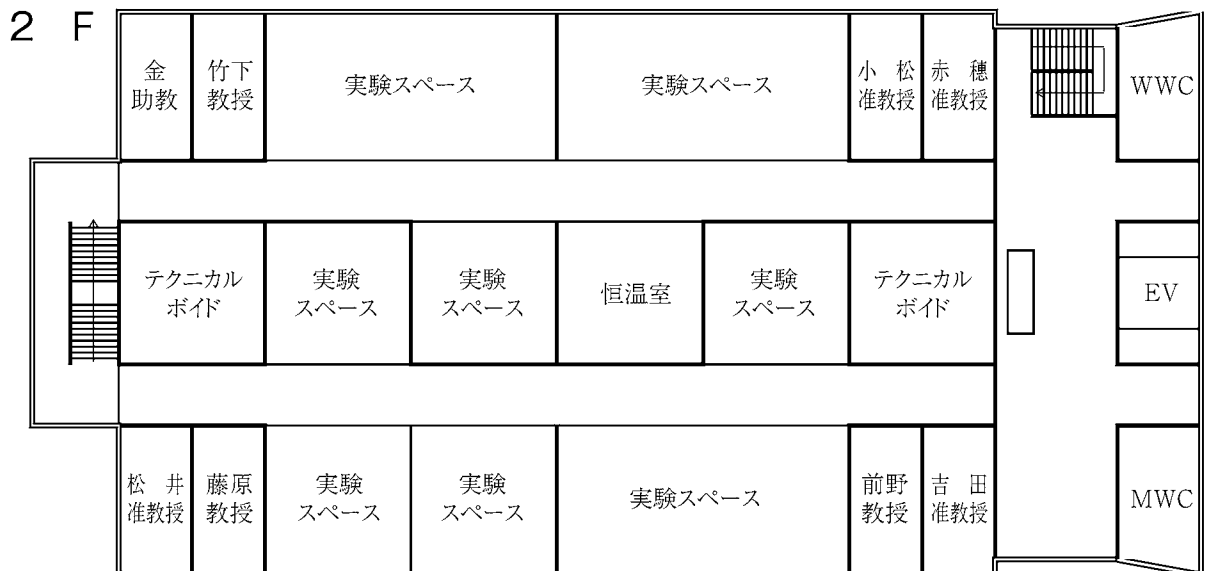 ２ Ｆ
金
助教
竹下
教授
実験スペース
実験スペース
小松
准教授
赤穂
准教授
WWC
テクニカル
ボイド
実験
スペース
実験
スペース
恒温室
実験
スペース
テクニカル
ボイド
EV
松井
准教授
藤原
教授
実験
スペース
実験
スペース
実験スペース
前野
教授
吉田
准教授
MWC